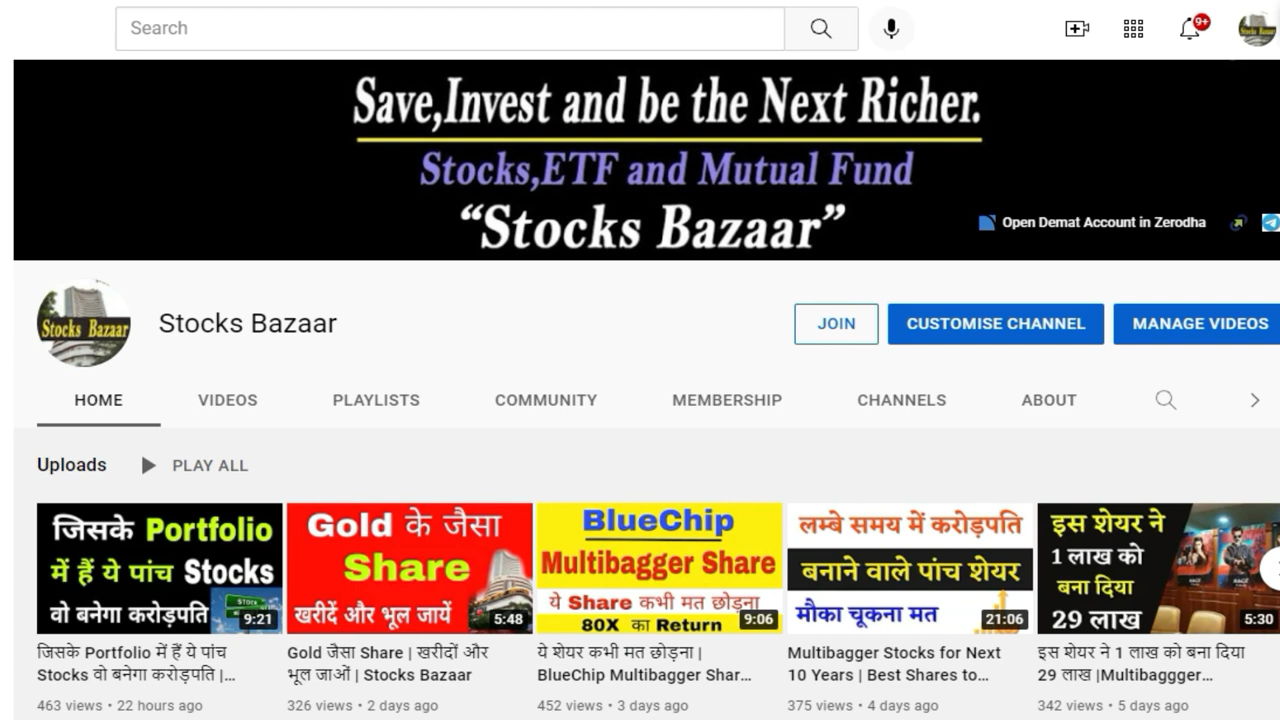 Search
9+
Save,Invest and be the Next Richer.
Stocks,ETF and Mutual Fund
“Stocks Bazaar”
Open Demat Account in Zerodha
Stocks Bazaar
Stocks Bazaar
JOIN
CUSTOMISE CHANNEL
MANAGE VIDEOS
HOME
VIDEOS
PLAYLISTS
COMMUNITY
MEMBERSHIP
CHANNELS
ABOUT
Uploads
PLAY ALL
जिसके Portfolio
में हैं ये पांच Stocks
वो बनेगा करोड़पति
9:21
Gold के जैसा
Share
खरीदें और भूल जायें
5:48
BlueChip
Multibagger Share
ये Share कभी मत छोड़ना
80X का Return
9:06
लम्बे समय में करोड़पति
बनाने वाले पांच शेयर
मौका चूकना मत
21:06
इस शेयर ने
1 लाख को
बना दिया
29 लाख
5:30
जिसके Portfolio में हैं ये पांच
Stocks वो बनेगा करोड़पति |...
463 views • 22 hours ago
Gold जैसा Share | खरीदों और
भूल जाओं | Stocks Bazaar
326 views • 2 days ago
ये शेयर कभी मत छोड़ना |
BlueChip Multibagger Shar...
452 views • 3 days ago
Multibagger Stocks for Next
10 Years | Best Shares to...
375 views • 4 days ago
इस शेयर ने 1 लाख को बना दिया
29 लाख |Multibaggger...
342 views • 5 days ago